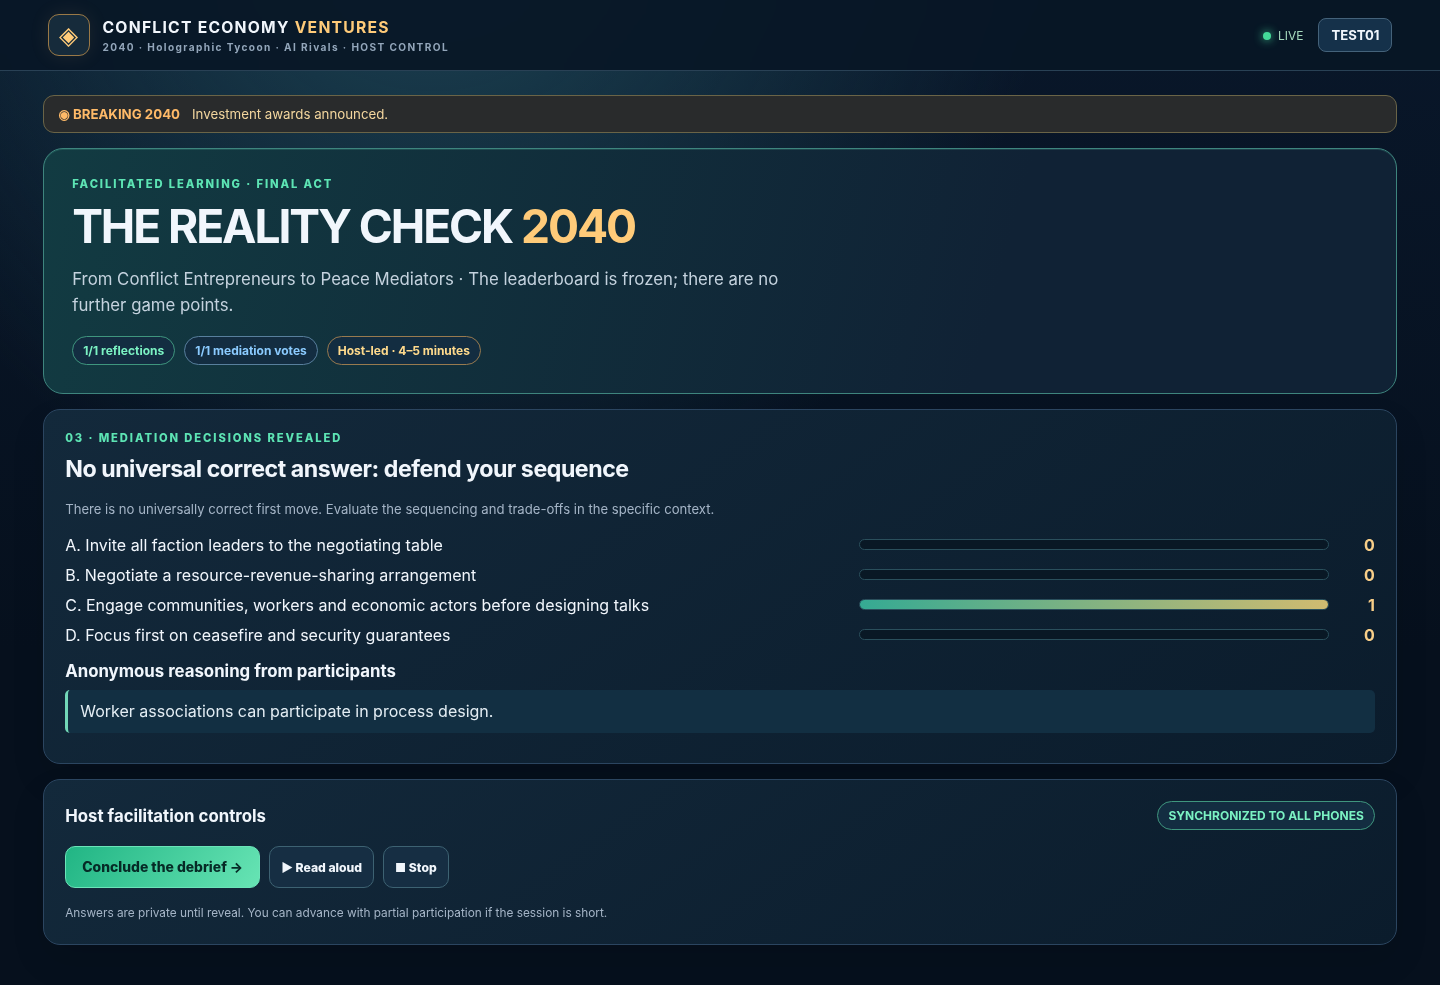 ◈
CONFLICT ECONOMY VENTURES
2040 · Holographic Tycoon · AI Rivals · HOST CONTROL
LIVE
TEST01
◉ BREAKING 2040 Investment awards announced.
FACILITATED LEARNING · FINAL ACT
THE REALITY CHECK 2040
From Conflict Entrepreneurs to Peace Mediators · The leaderboard is frozen; there are no
further game points.
1/1 reflections
1/1 mediation votes
Host-led · 4–5 minutes
03 · MEDIATION DECISIONS REVEALED
No universal correct answer: defend your sequence
There is no universally correct first move. Evaluate the sequencing and trade-offs in the specific context.
A. Invite all faction leaders to the negotiating table 0
B. Negotiate a resource-revenue-sharing arrangement 0
C. Engage communities, workers and economic actors before designing talks 1
D. Focus first on ceasefire and security guarantees 0
Anonymous reasoning from participants
Worker associations can participate in process design.
Host facilitation controls
SYNCHRONIZED TO ALL PHONES
Conclude the debrief →
▶ Read aloud
■ Stop
Answers are private until reveal. You can advance with partial participation if the session is short.